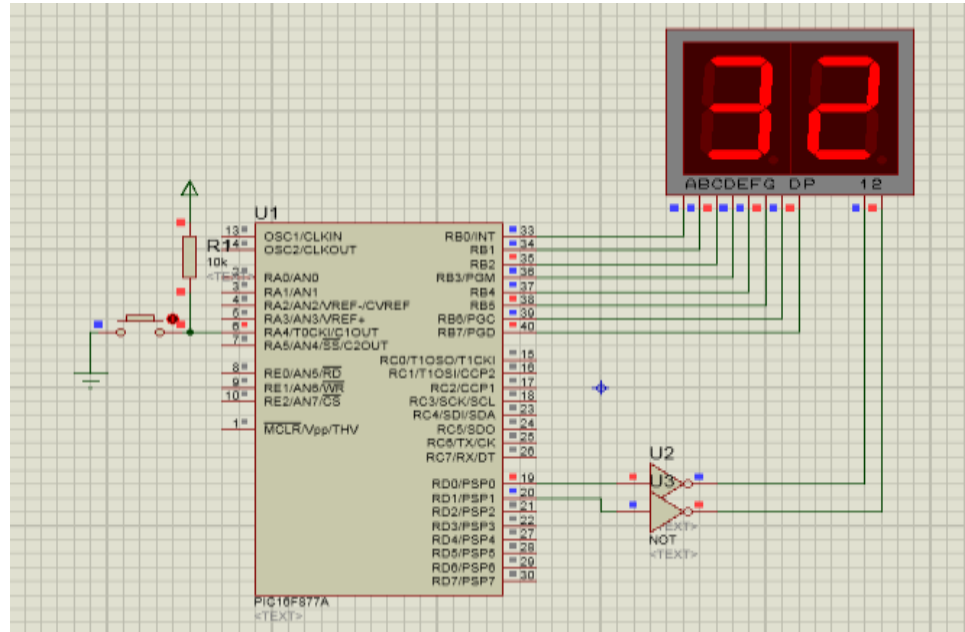 32
ABCDEFG DP 12
U1
R1
10k
<TEXT>
13 OSC1/CLKIN
14 OSC2/CLKOUT
2 RA0/AN0
3 RA1/AN1
4 RA2/AN2/VREF-/CVREF
5 RA3/AN3/VREF+
6 RA4/T0CKI/C1OUT
7 RA5/AN4/SS/C2OUT
8 RE0/AN5/RD
9 RE1/AN6/WR
10 RE2/AN7/CS
1 MCLR/Vpp/THV
RB0/INT 33
RB1 34
RB2 35
RB3/PGM 36
RB4 37
RB5 38
RB6/PGC 39
RB7/PGD 40
RC0/T1OSO/T1CKI 15
RC1/T1OSI/CCP2 16
RC2/CCP1 17
RC3/SCK/SCL 18
RC4/SDI/SDA 23
RC5/SDO 24
RC6/TX/CK 25
RC7/RX/DT 26
RD0/PSP0 19
RD1/PSP1 20
RD2/PSP2 21
RD3/PSP3 22
RD4/PSP4 27
RD5/PSP5 28
RD6/PSP6 29
RD7/PSP7 30
PIC16F877A
<TEXT>
U2
U3
<TEXT>
NOT
<TEXT>